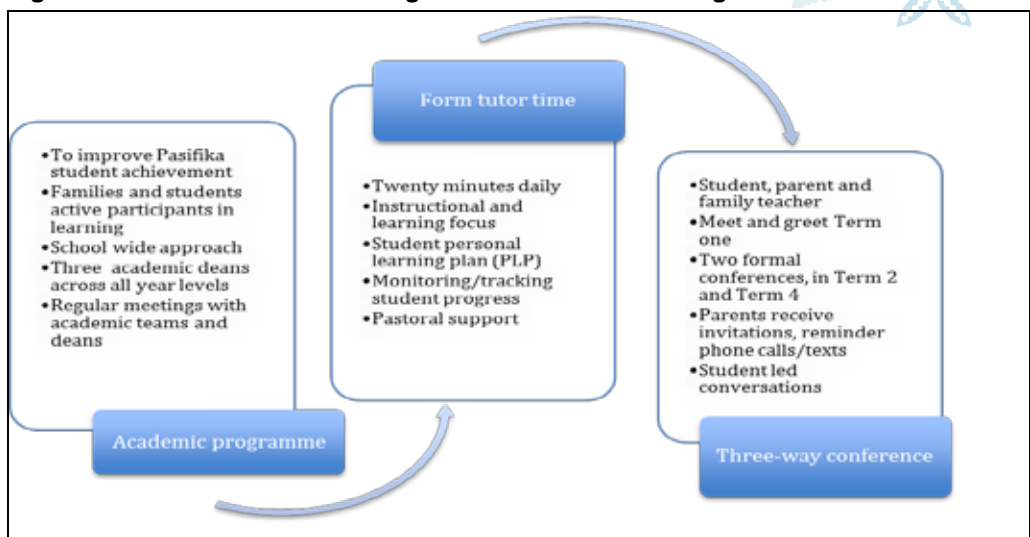 •To improve Pasifika
student achievement
•Families and students
active participants in
learning
•School wide approach
•Three academic deans
across all year levels
•Regular meetings with
academic teams and
deans
Academic programme
Form tutor time
•Twenty minutes daily
•Instructional and
learning focus
•Student personal
learning plan (PLP)
•Monitoring/tracking
student progress
•Pastoral support
•Student, parent and
family teacher
•Meet and greet Term
one
•Two formal
conferences, in Term 2
and Term 4
•Parents receive
invitations, reminder
phone calls/texts
•Student led
conversations
Three-way conference